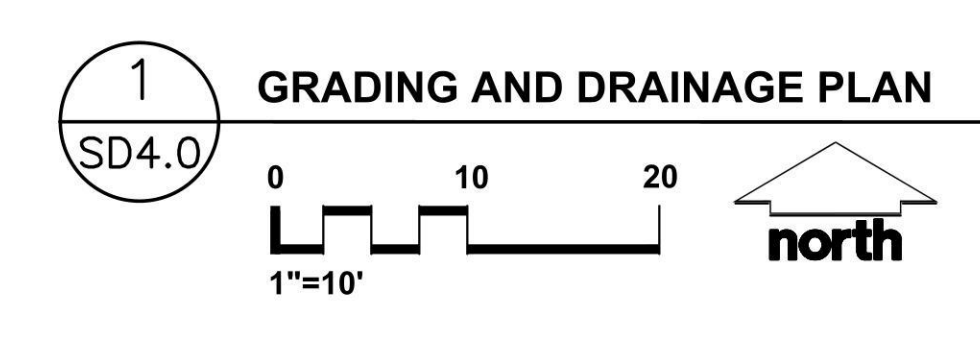 1
SD4.0
GRADING AND DRAINAGE PLAN
0 10 20
1"=10'
north